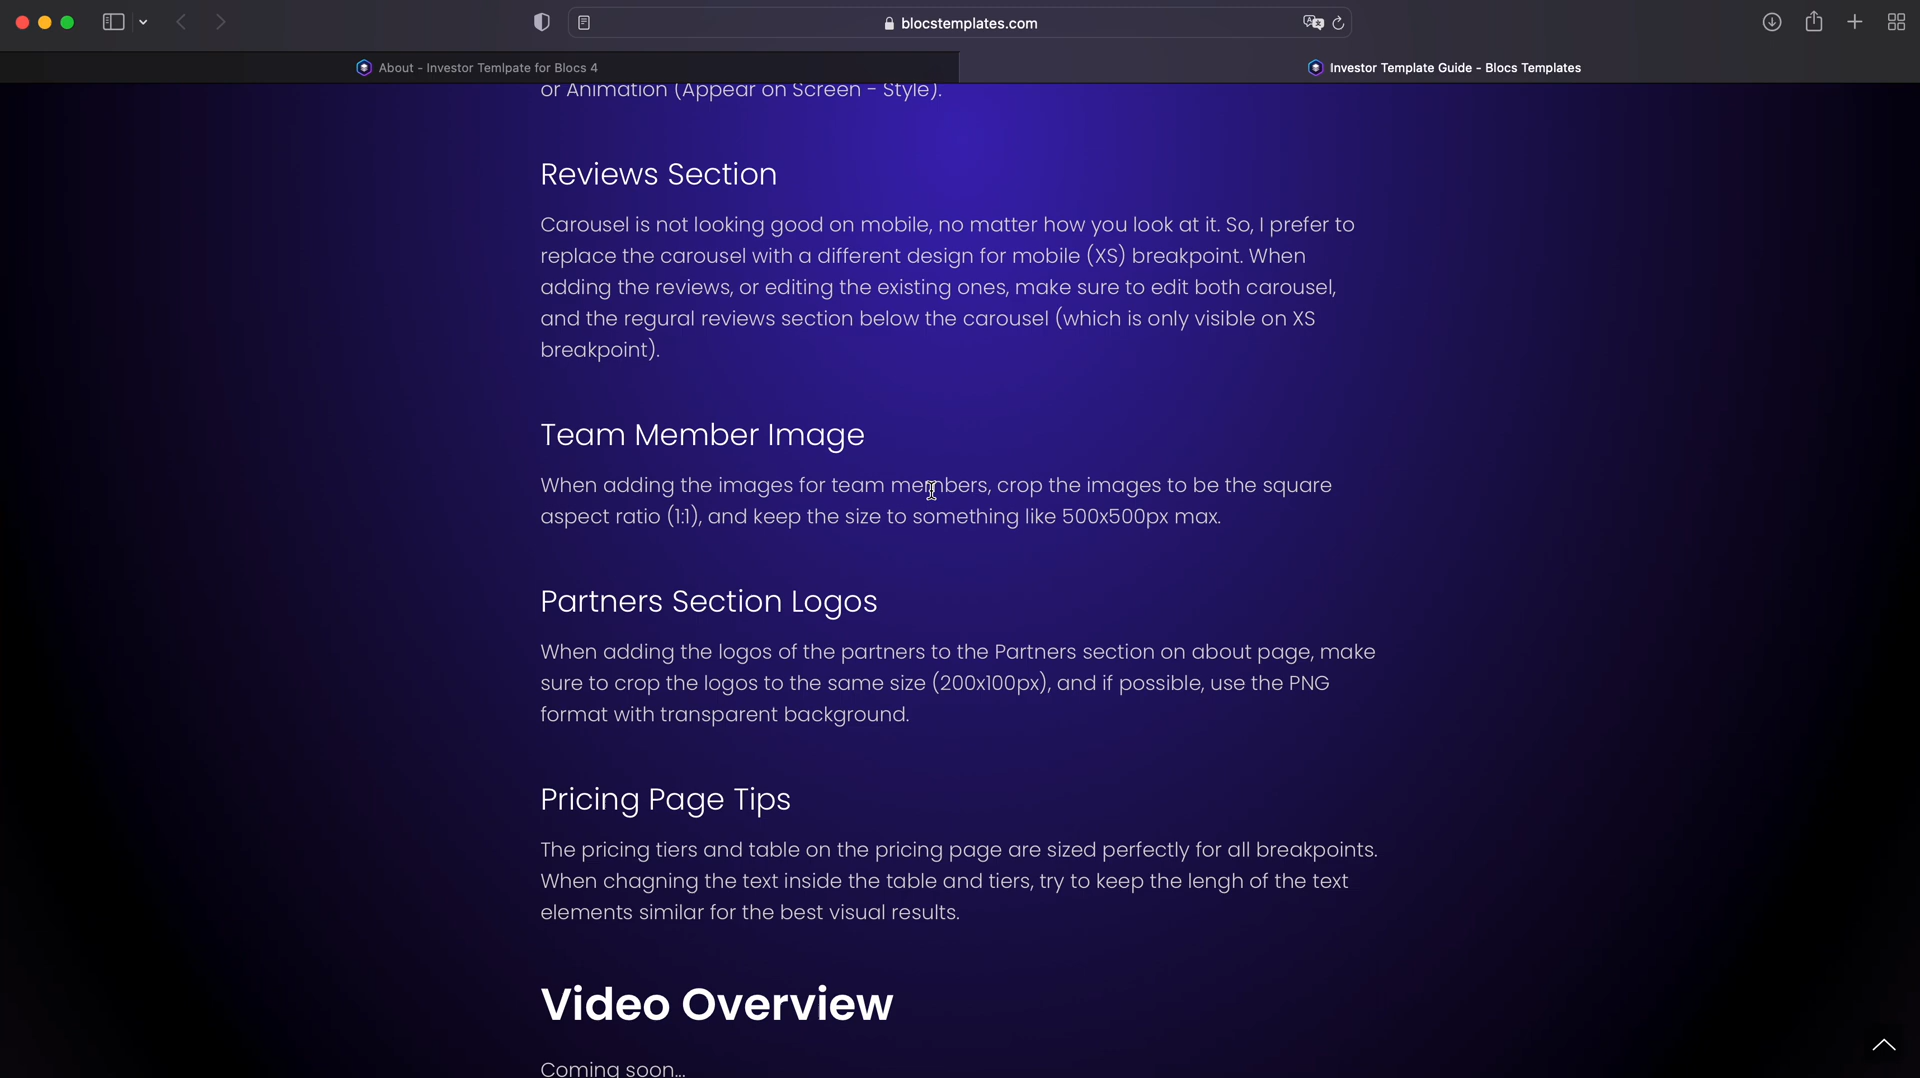 blocstemplates.com
About - Investor Temlpate for Blocs 4
Investor Template Guide - Blocs Templates
or Animation (Appear on Screen - Style).
Reviews Section
Carousel is not looking good on mobile, no matter how you look at it. So, I prefer to
replace the carousel with a different design for mobile (XS) breakpoint. When
adding the reviews, or editing the existing ones, make sure to edit both carousel,
and the regural reviews section below the carousel (which is only visible on XS
breakpoint).
Team Member Image
When adding the images for team members, crop the images to be the square
aspect ratio (1:1), and keep the size to something like 500x500px max.
Partners Section Logos
When adding the logos of the partners to the Partners section on about page, make
sure to crop the logos to the same size (200x100px), and if possible, use the PNG
format with transparent background.
Pricing Page Tips
The pricing tiers and table on the pricing page are sized perfectly for all breakpoints.
When chagning the text inside the table and tiers, try to keep the lengh of the text
elements similar for the best visual results.
Video Overview
Coming soon...